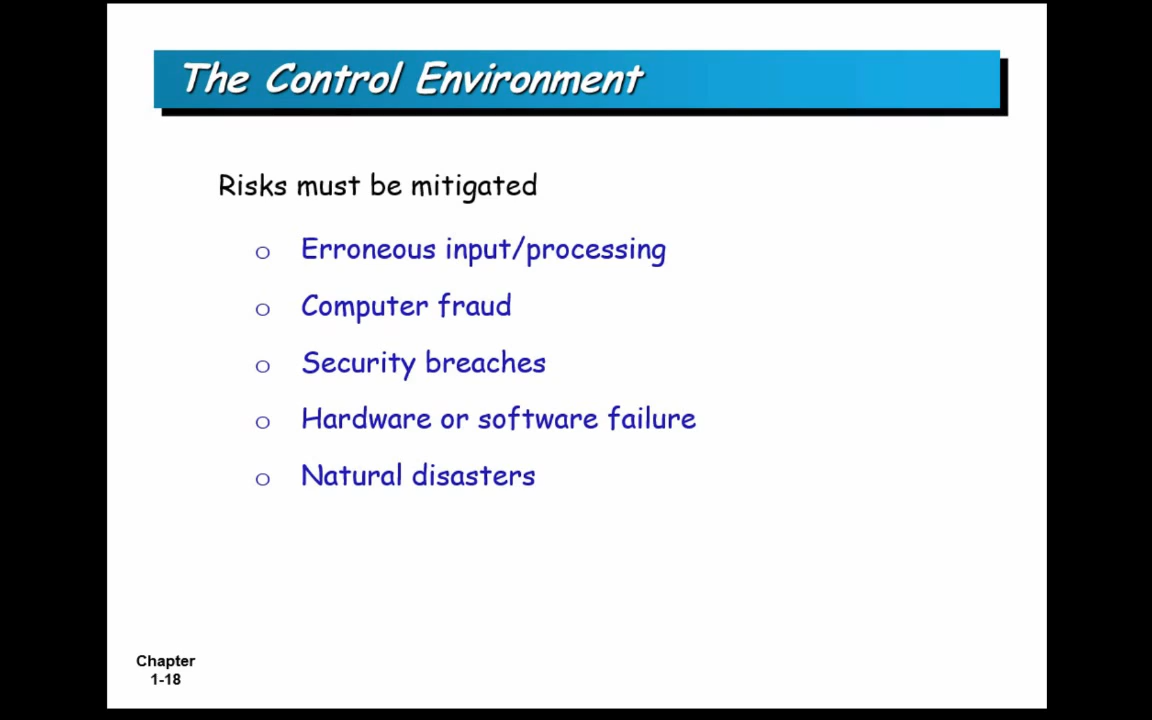 The Control Environment
Risks must be mitigated
o Erroneous input/processing
o Computer fraud
o Security breaches
o Hardware or software failure
o Natural disasters
Chapter
1-18